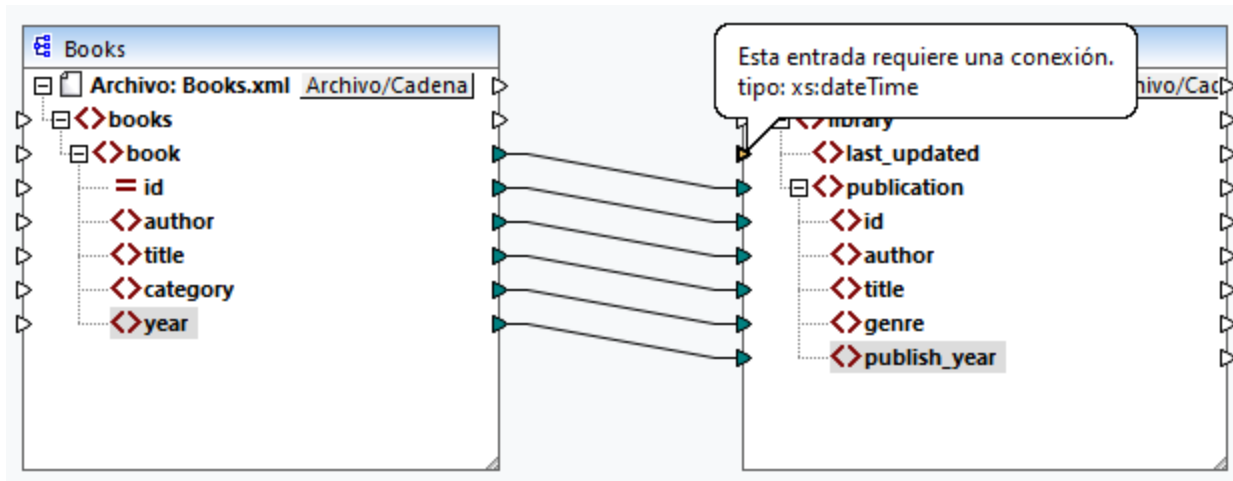 Books
Archivo: Books.xml Archivo/Cadena
books
book
id
author
title
category
year
Esta entrada requiere una conexión.
tipo: xs:dateTime
library
last_updated
publication
id
author
title
genre
publish_year